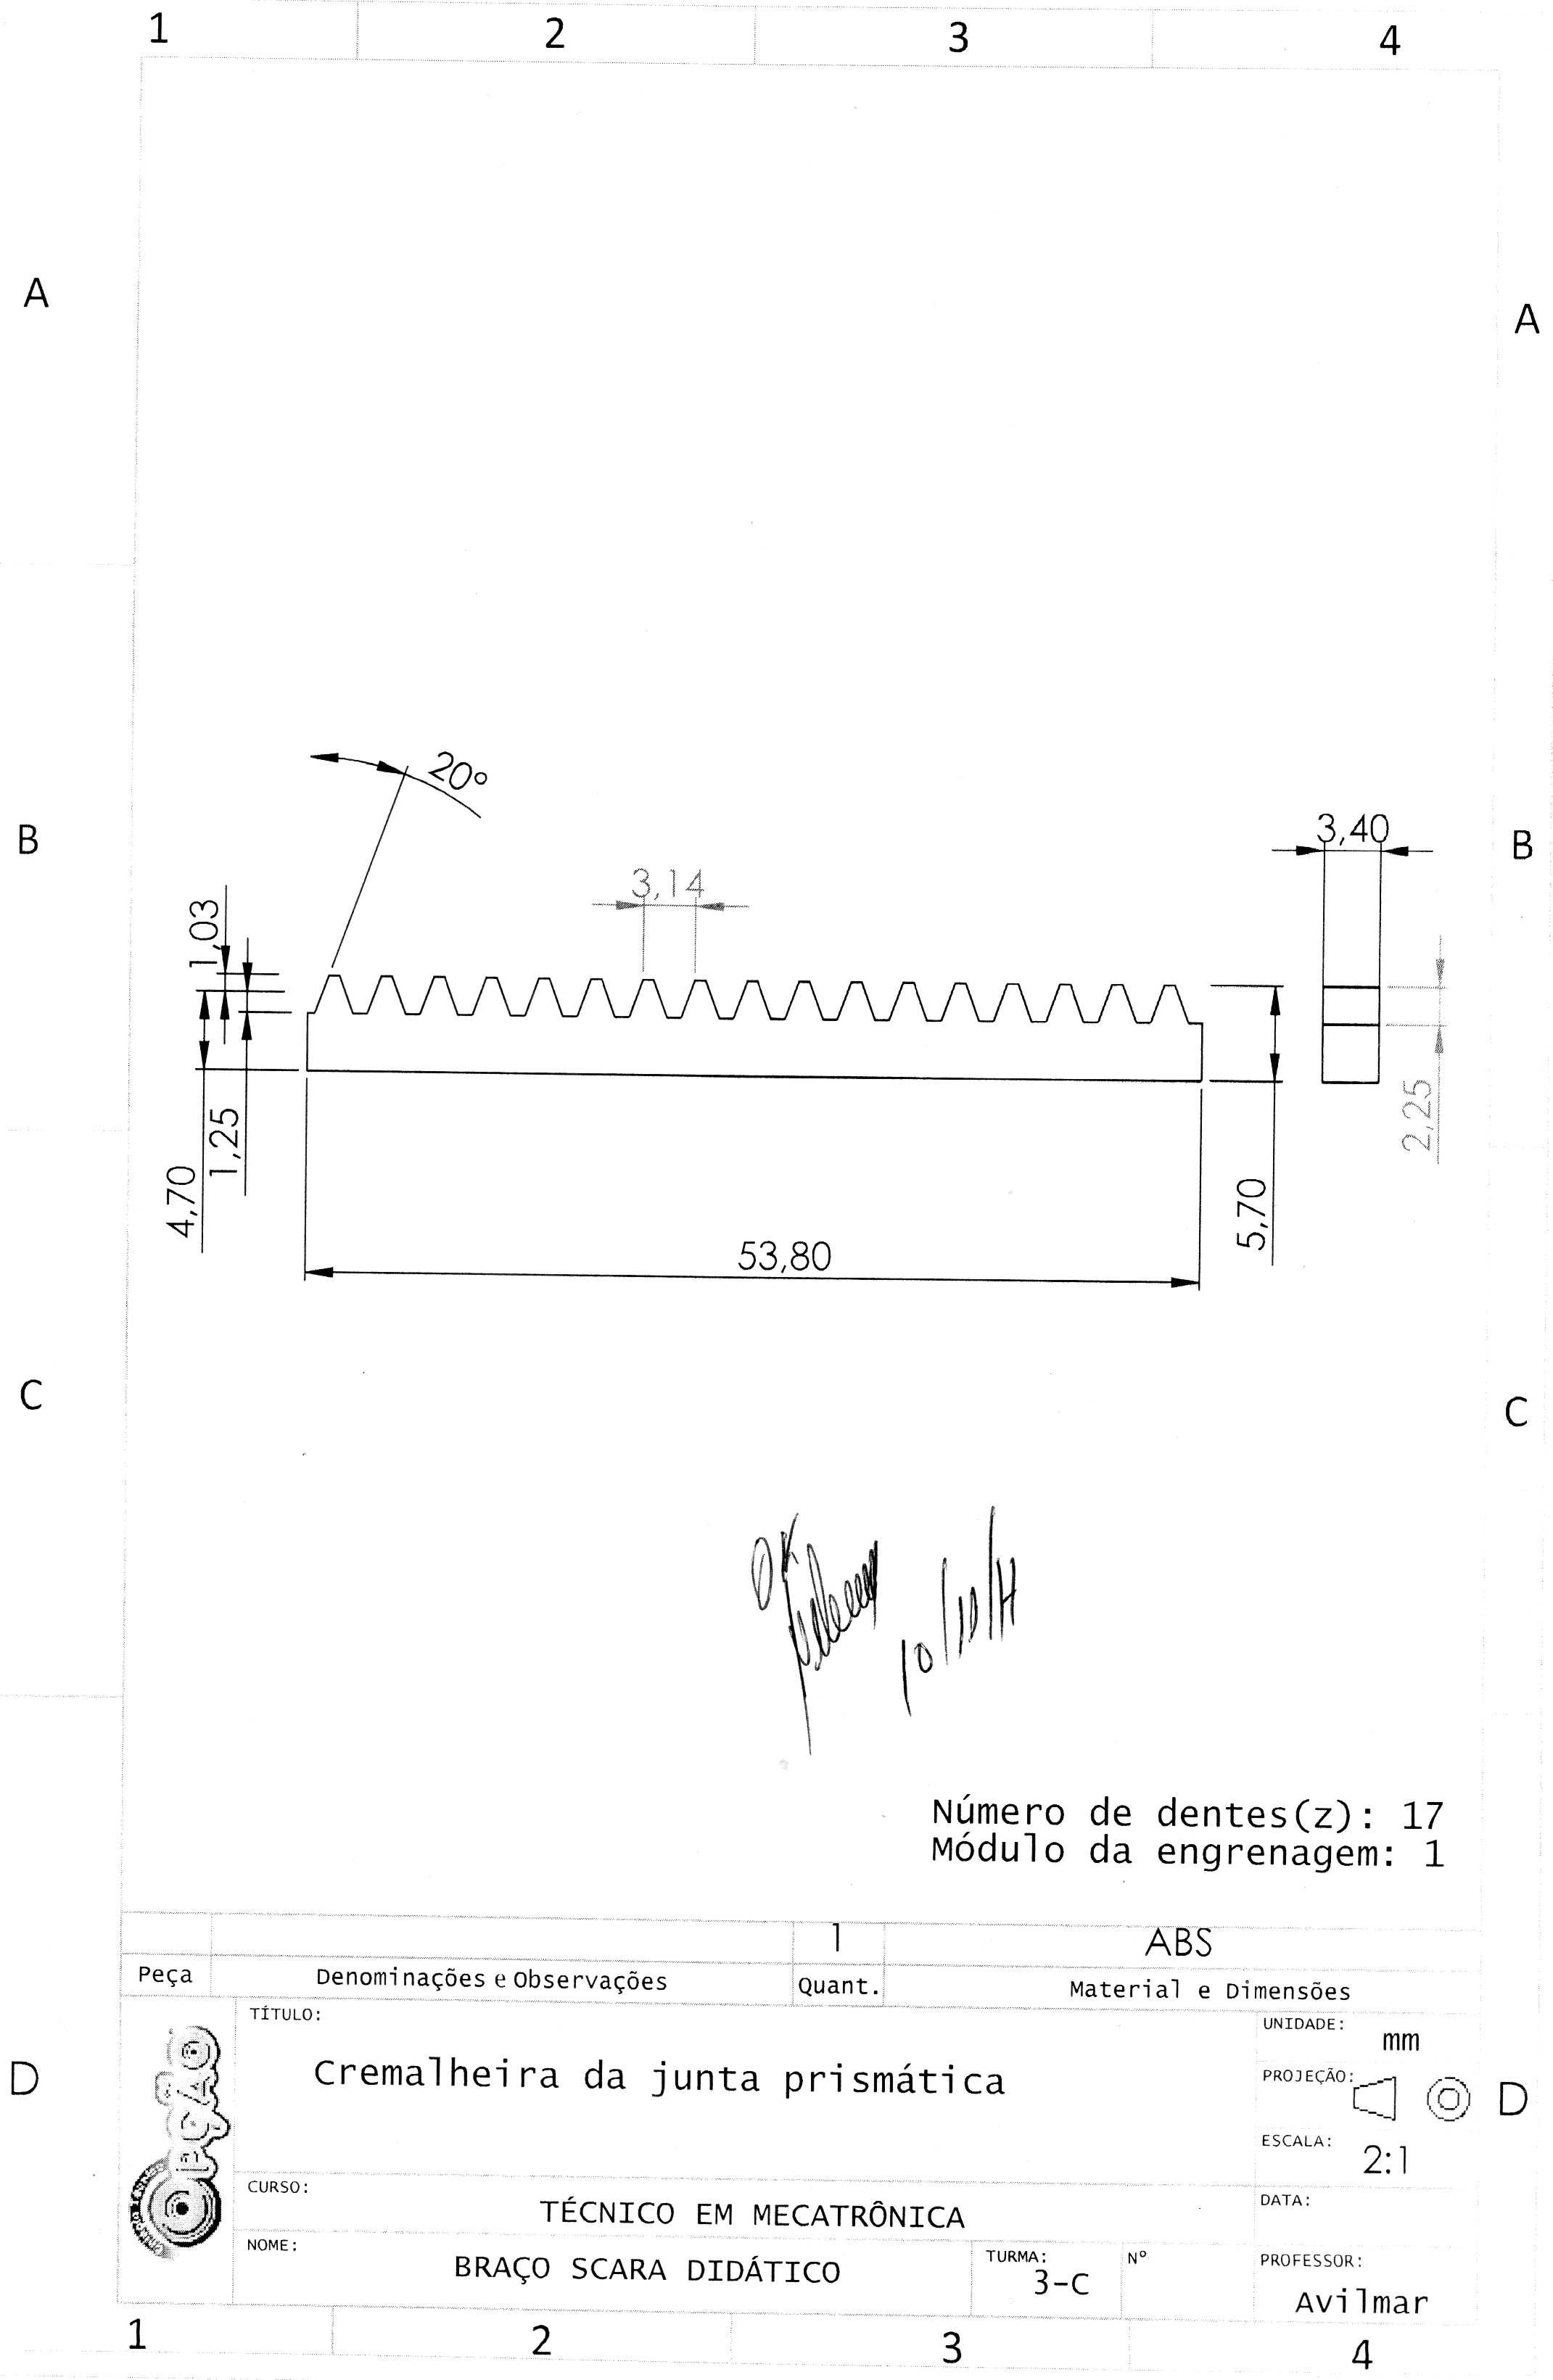 1 2 3 4
A A
20°
B B
3,40
3,14
1,03
1,25
4,70
2,25
5,70
53,80
C C
OK
10/10/11
Número de dentes(z): 17
Módulo da engrenagem: 1
1 ABS
Peça Denominações e Observações Quant. Material e Dimensões
TÍTULO:
Cremalheira da junta prismática
UNIDADE:
mm
PROJEÇÃO:
D D
ESCALA:
2:1
OPÇÃO
CURSO:
TÉCNICO EM MECATRÔNICA
DATA:
NOME:
BRAÇO SCARA DIDÁTICO
TURMA:
3-C
Nº
PROFESSOR:
Avilmar
1 2 3 4